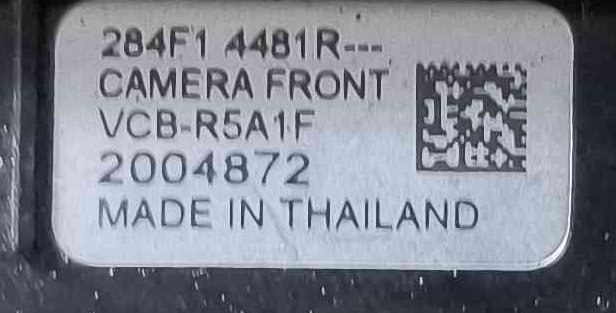 284F1 4481R---
CAMERA FRONT
VCB-R5A1F
2004872
MADE IN THAILAND